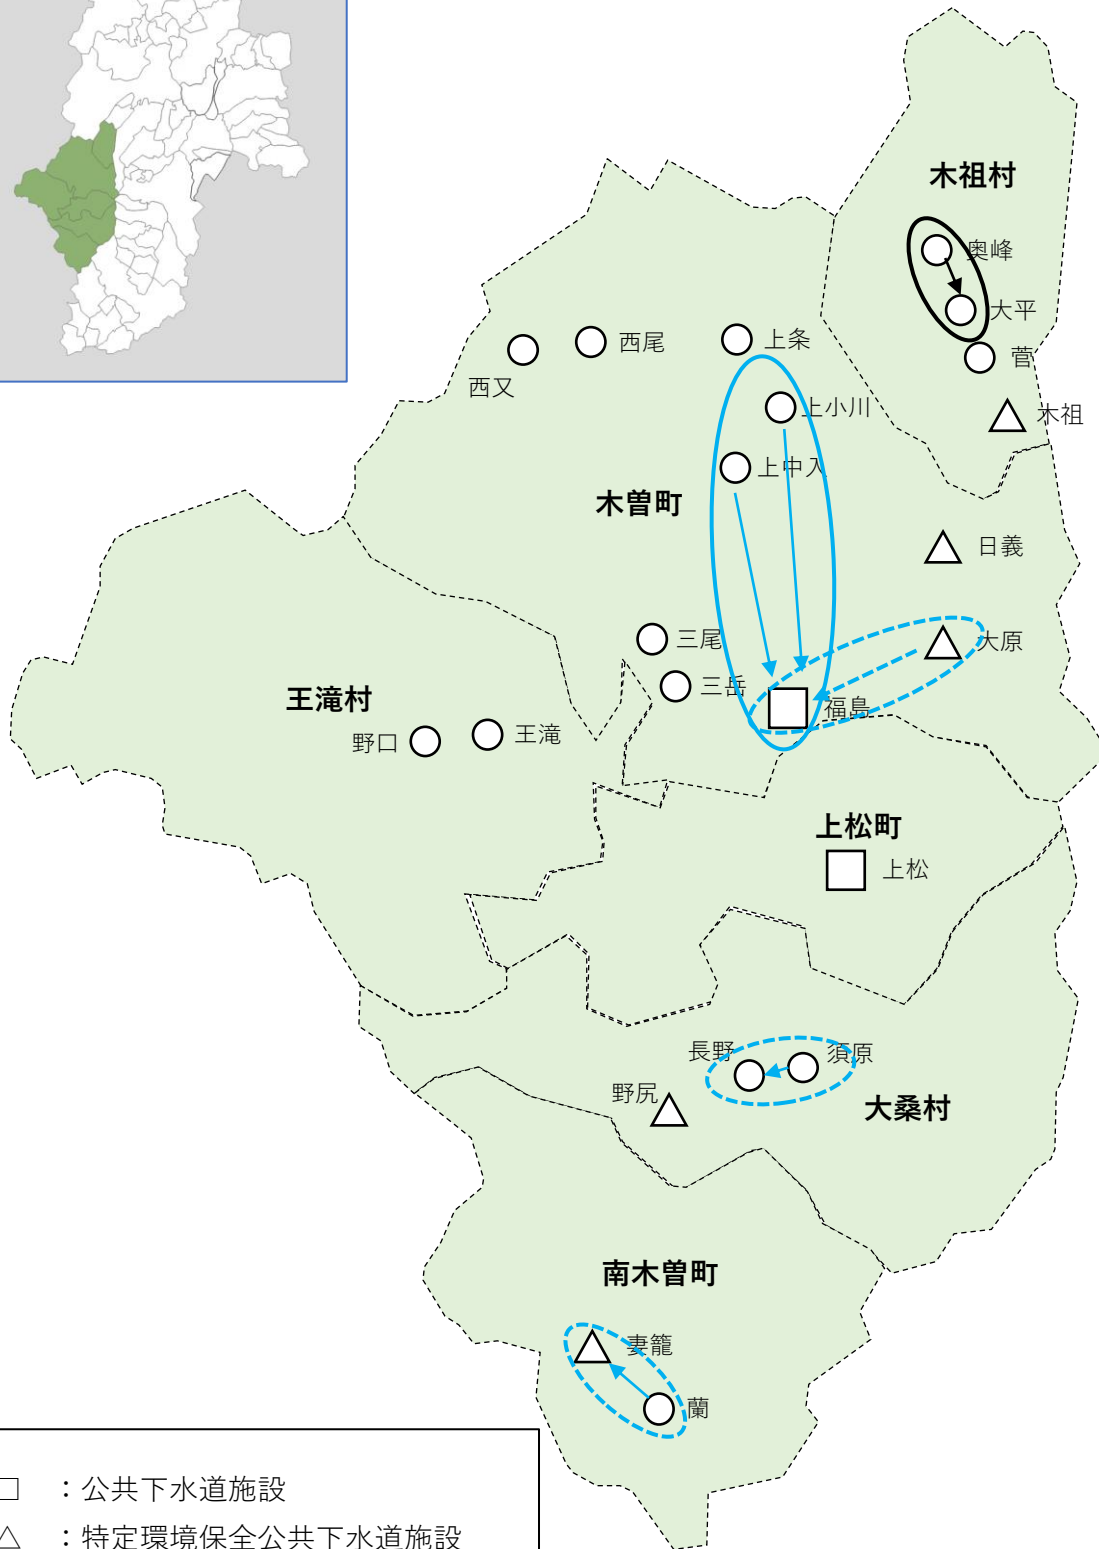 木祖村
奥峰
大平
菅
木祖
西尾
西又
上条
上小川
上中入
木曽町
日義
大原
三尾
三岳
福島
王滝村
野口
王滝
上松町
上松
長野
須原
野尻
大桑村
南木曽町
妻籠
蘭
□ ：公共下水道施設
△ ：特定環境保全公共下水道施設